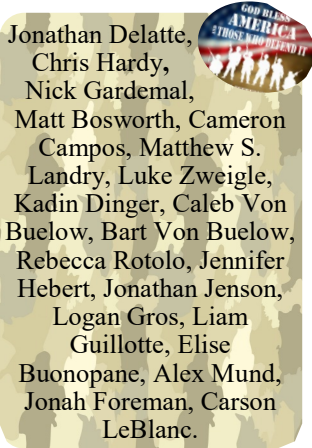 GOD BLESS
AMERICA
& THOSE WHO DEFEND IT
Jonathan Delatte,
Chris Hardy,
Nick Gardemal,
Matt Bosworth, Cameron
Campos, Matthew S.
Landry, Luke Zweigle,
Kadin Dinger, Caleb Von
Buelow, Bart Von Buelow,
Rebecca Rotolo, Jennifer
Hebert, Jonathan Jenson,
Logan Gros, Liam
Guillotte, Elise
Buonopane, Alex Mund,
Jonah Foreman, Carson
LeBlanc.